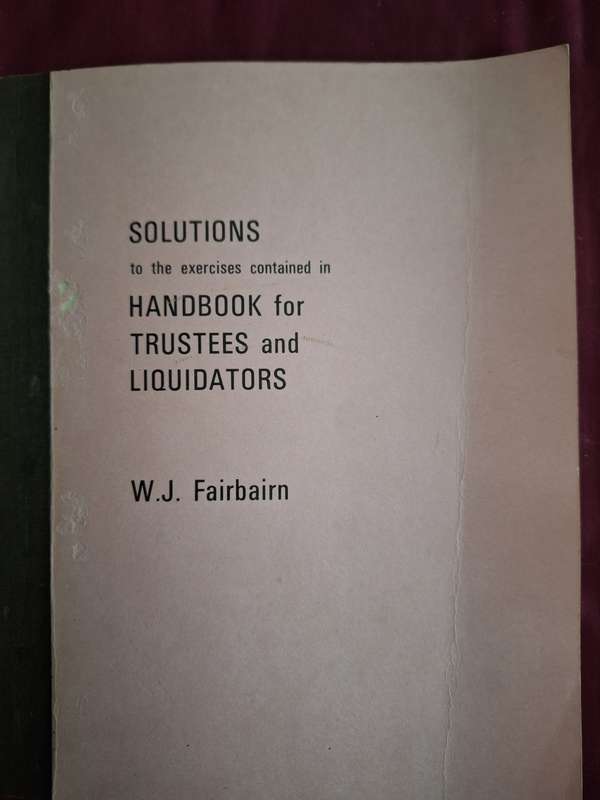 SOLUTIONS
to the exercises contained in
HANDBOOK for
TRUSTEES and
LIQUIDATORS
W.J. Fairbairn